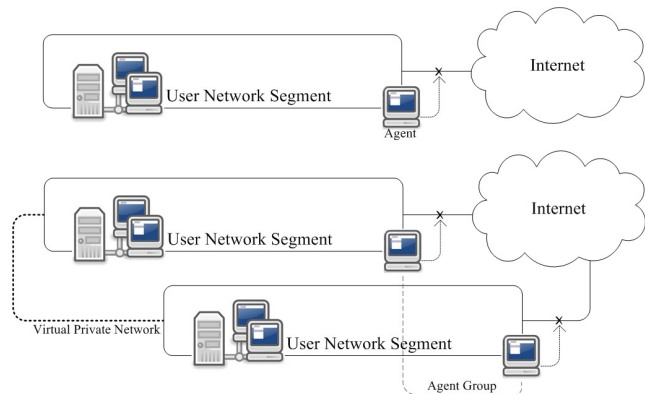 Internet
User Network Segment
Agent
Internet
User Network Segment
Virtual Private Network
User Network Segment
Agent Group